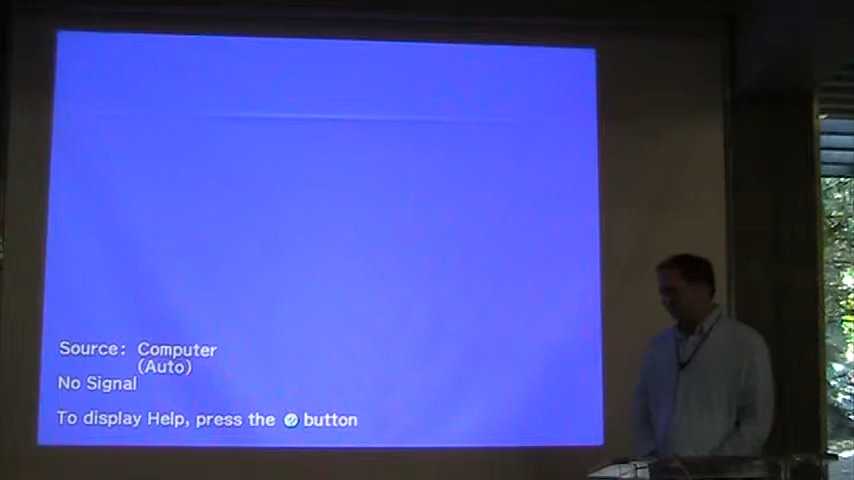 Source: Computer
(Auto)
No Signal
To display Help, press the button